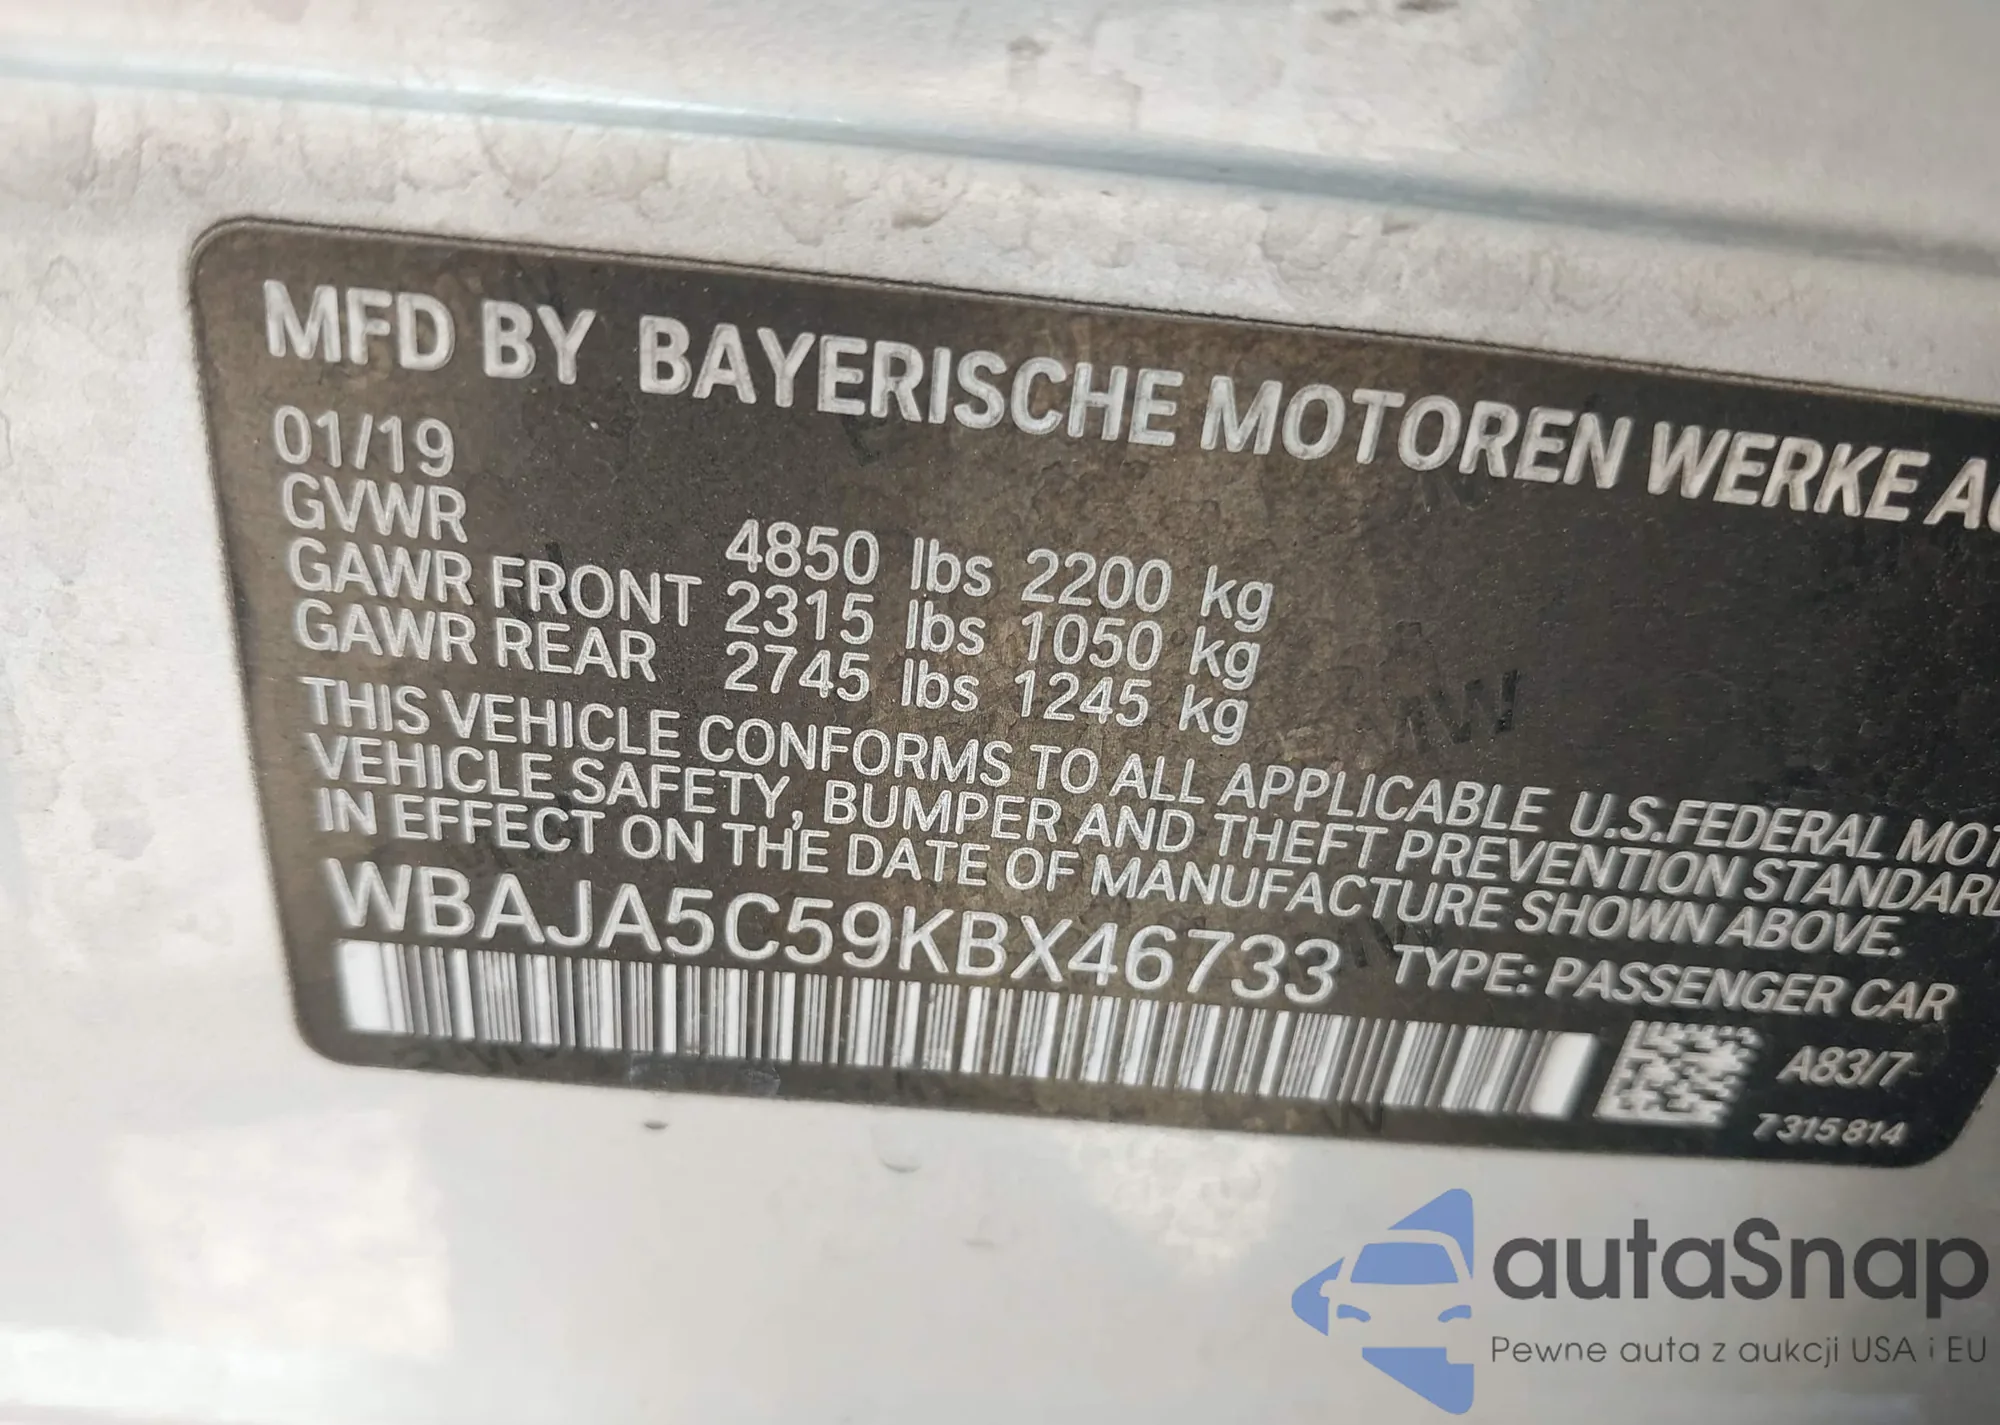 MFD BY BAYERISCHE MOTOREN WERKE AG
01/19
GVWR 4850 lbs 2200 kg
GAWR FRONT 2315 lbs 1050 kg
GAWR REAR 2745 lbs 1245 kg
THIS VEHICLE CONFORMS TO ALL APPLICABLE U.S.FEDERAL MOT
VEHICLE SAFETY, BUMPER AND THEFT PREVENTION STANDARD
IN EFFECT ON THE DATE OF MANUFACTURE SHOWN ABOVE.
WBAJA5C59KBX46733 TYPE: PASSENGER CAR
A83/7-
7 315 814
autaSnap
Pewne auta z aukcji USA i EU